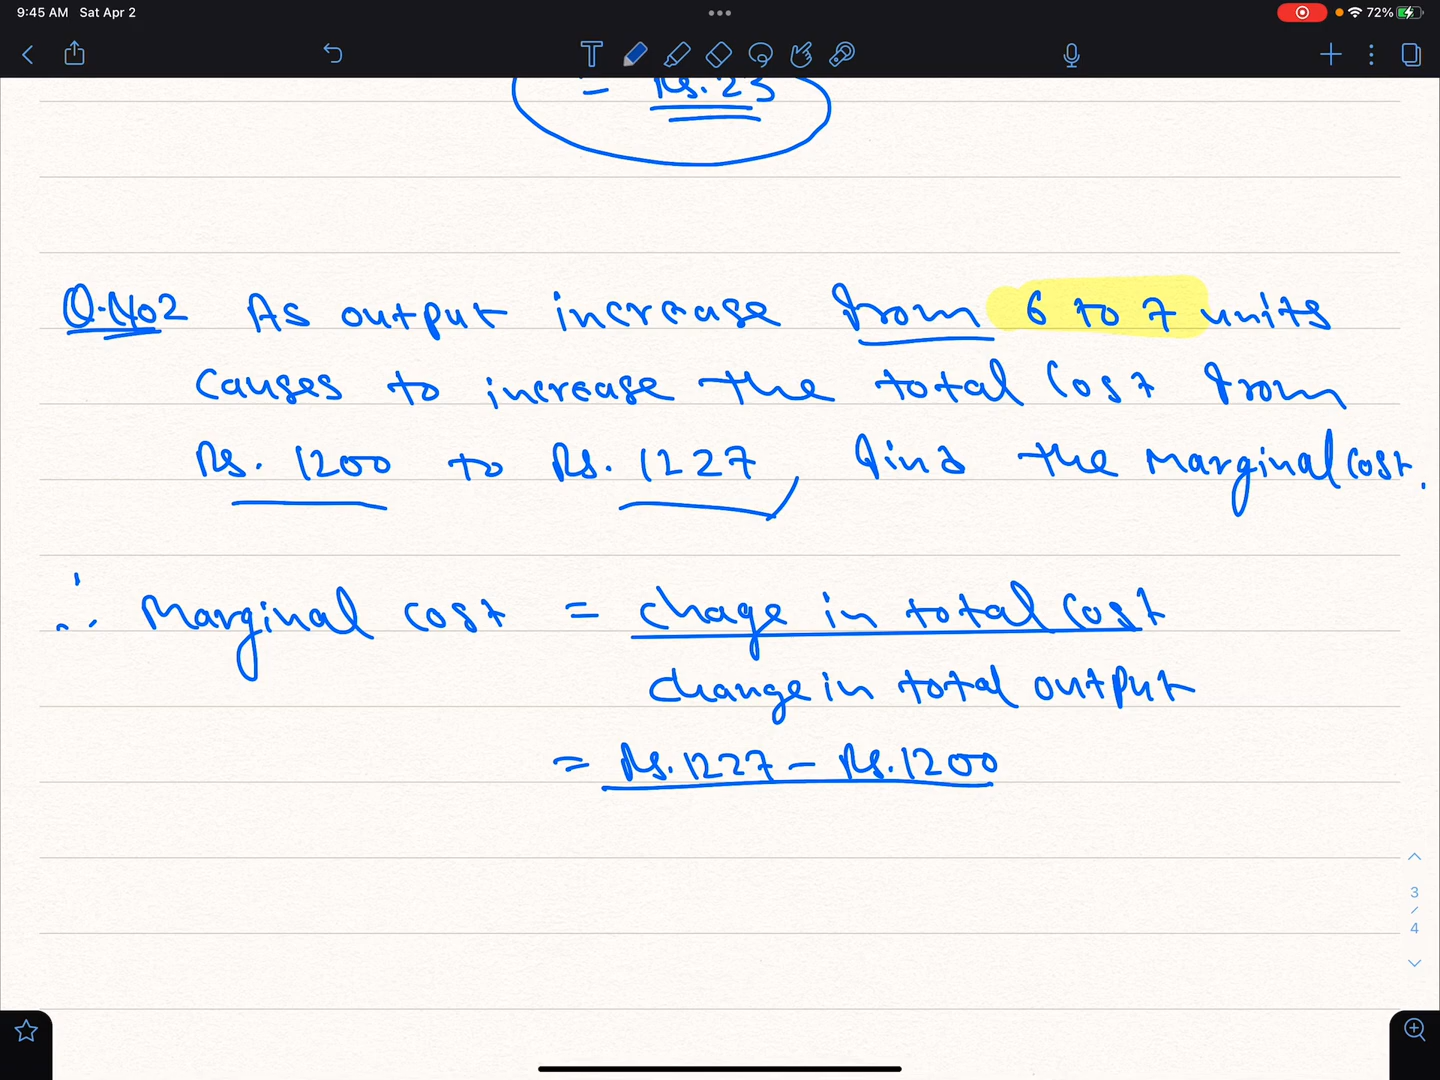 9:45 AM Sat Apr 2
72%
= Rs. 23
Q.No2 As output increase from 6 to 7 units
causes to increase the total cost from
Rs. 1200 to Rs. 1227, find the marginal cost.
∴ Marginal cost = chage in total cost
change in total output
= Rs. 1227 - Rs. 1200
3
/
4